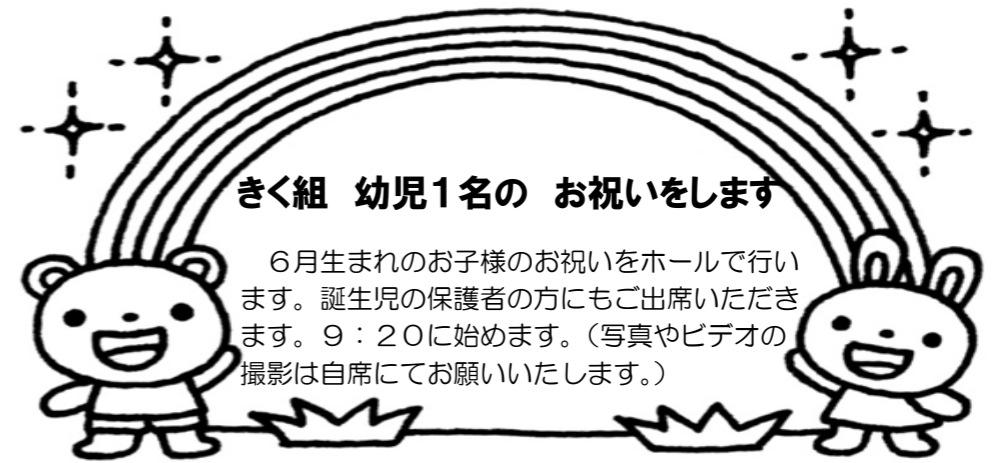 きく組　幼児１名の　お祝いをします
　６月生まれのお子様のお祝いをホールで行い
ます。誕生児の保護者の方にもご出席いただき
ます。９：２０に始めます。（写真やビデオの
撮影は自席にてお願いいたします。）